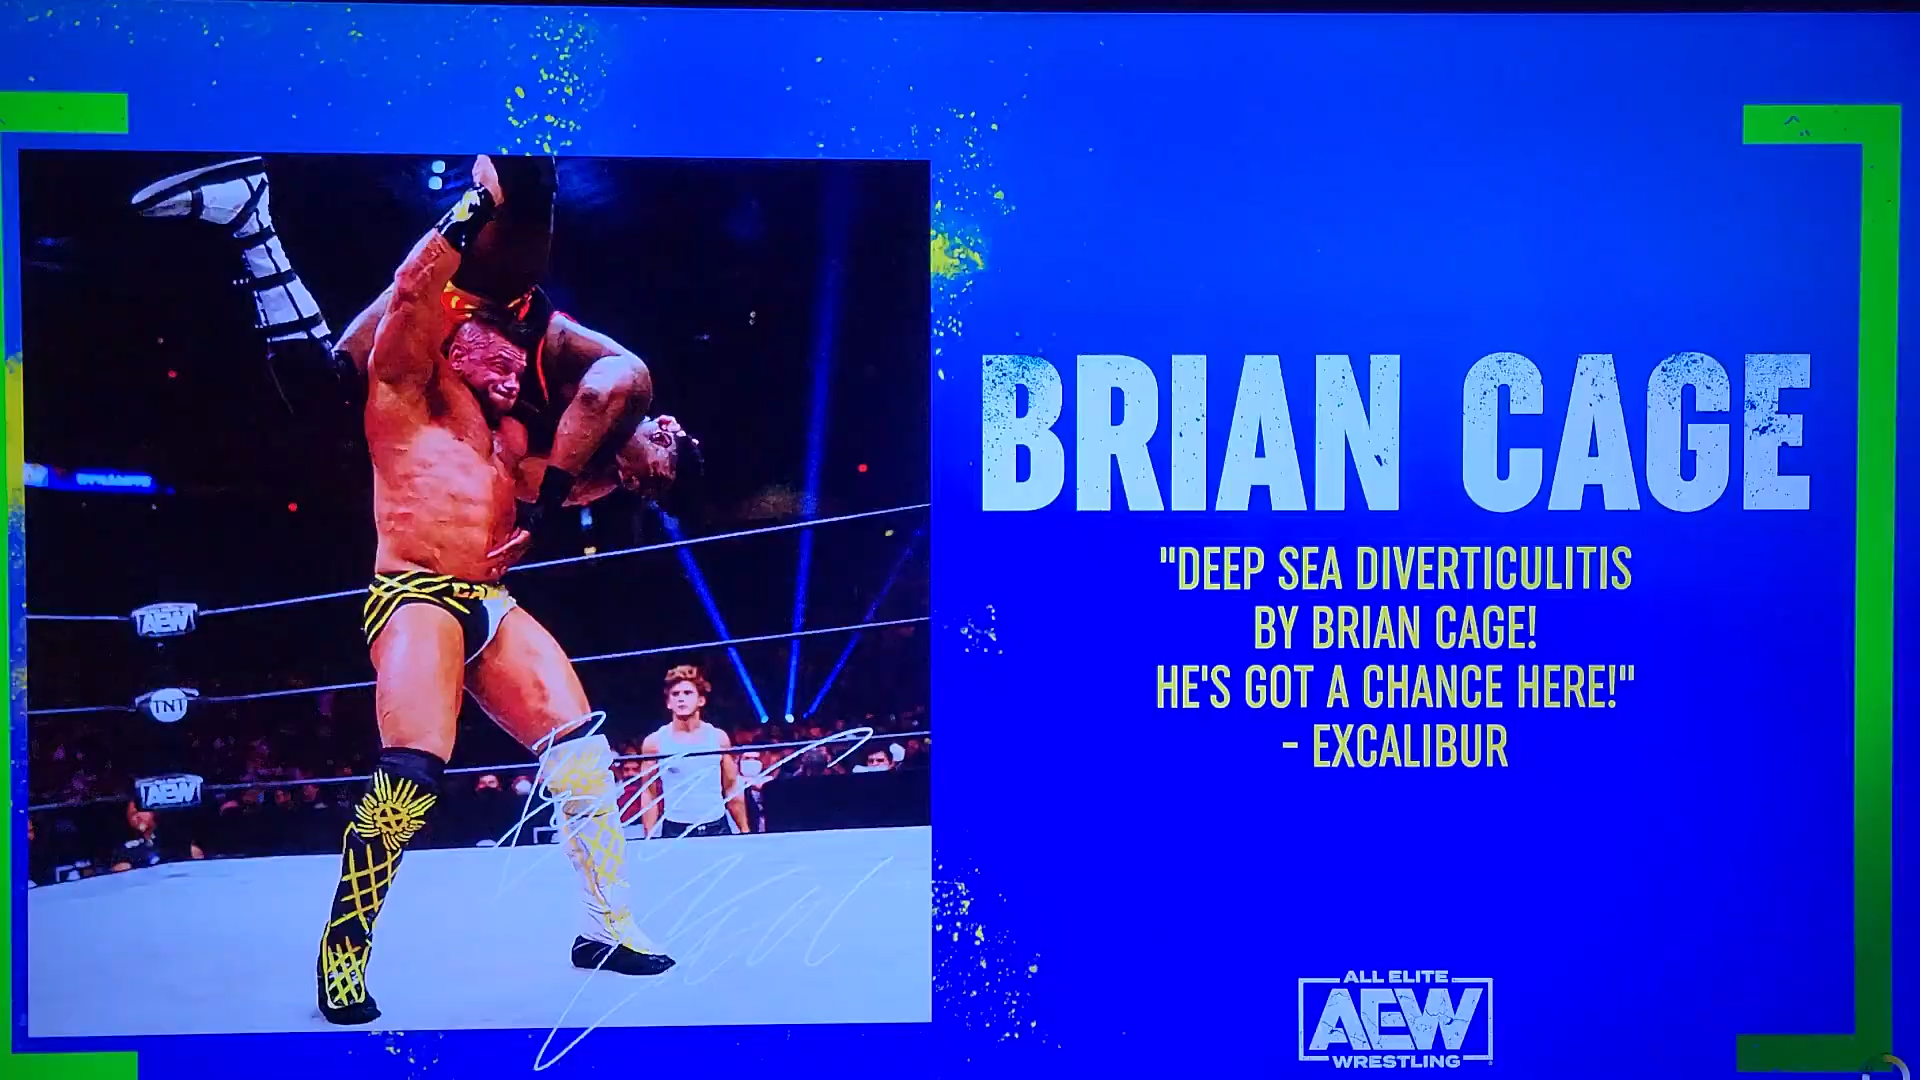 BRIAN CAGE
"DEEP SEA DIVERTICULITIS
BY BRIAN CAGE!
HE'S GOT A CHANCE HERE!"
- EXCALIBUR
AEW
TNT
AEW
ALL ELITE
AEW
WRESTLING